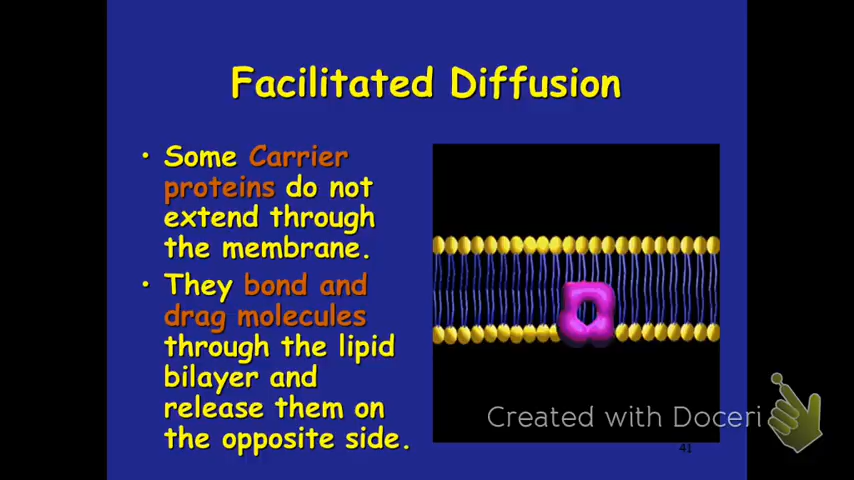 Facilitated Diffusion
• Some Carrier
proteins do not
extend through
the membrane.
• They bond and
drag molecules
through the lipid
bilayer and
release them on
the opposite side.
Created with Doceri
41